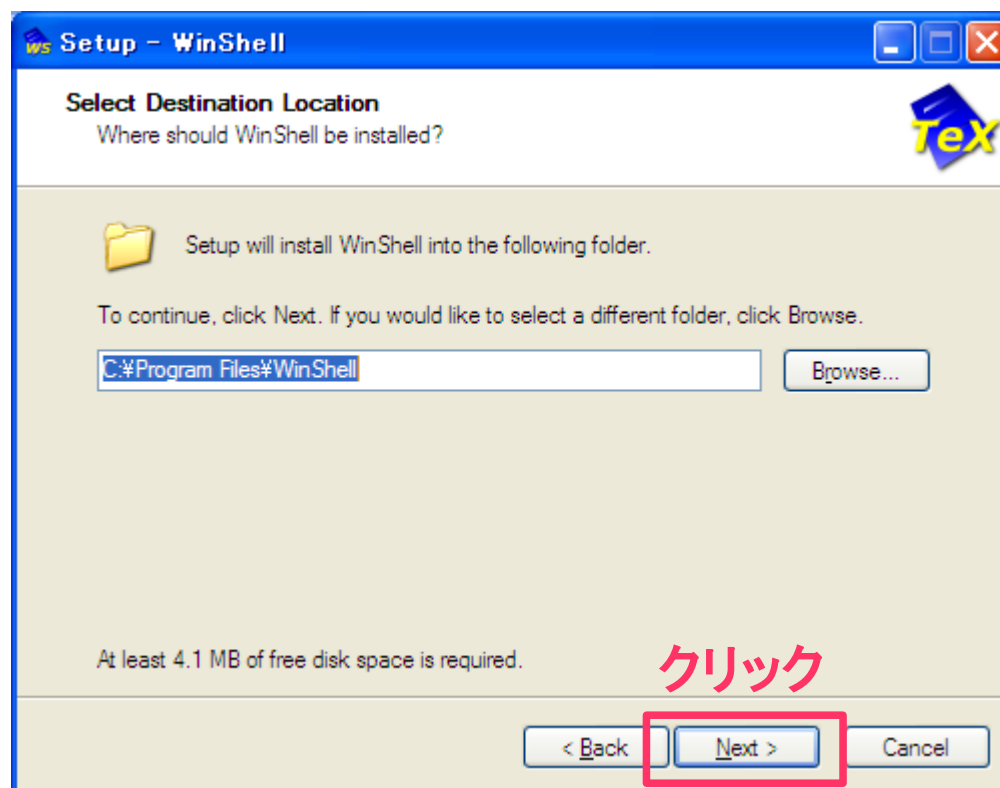 WS Setup - WinShell
Select Destination Location
Where should WinShell be installed?
TeX
Setup will install WinShell into the following folder.
To continue, click Next. If you would like to select a different folder, click Browse.
C:¥Program Files¥WinShell
Browse...
At least 4.1 MB of free disk space is required.
クリック
< Back
Next >
Cancel